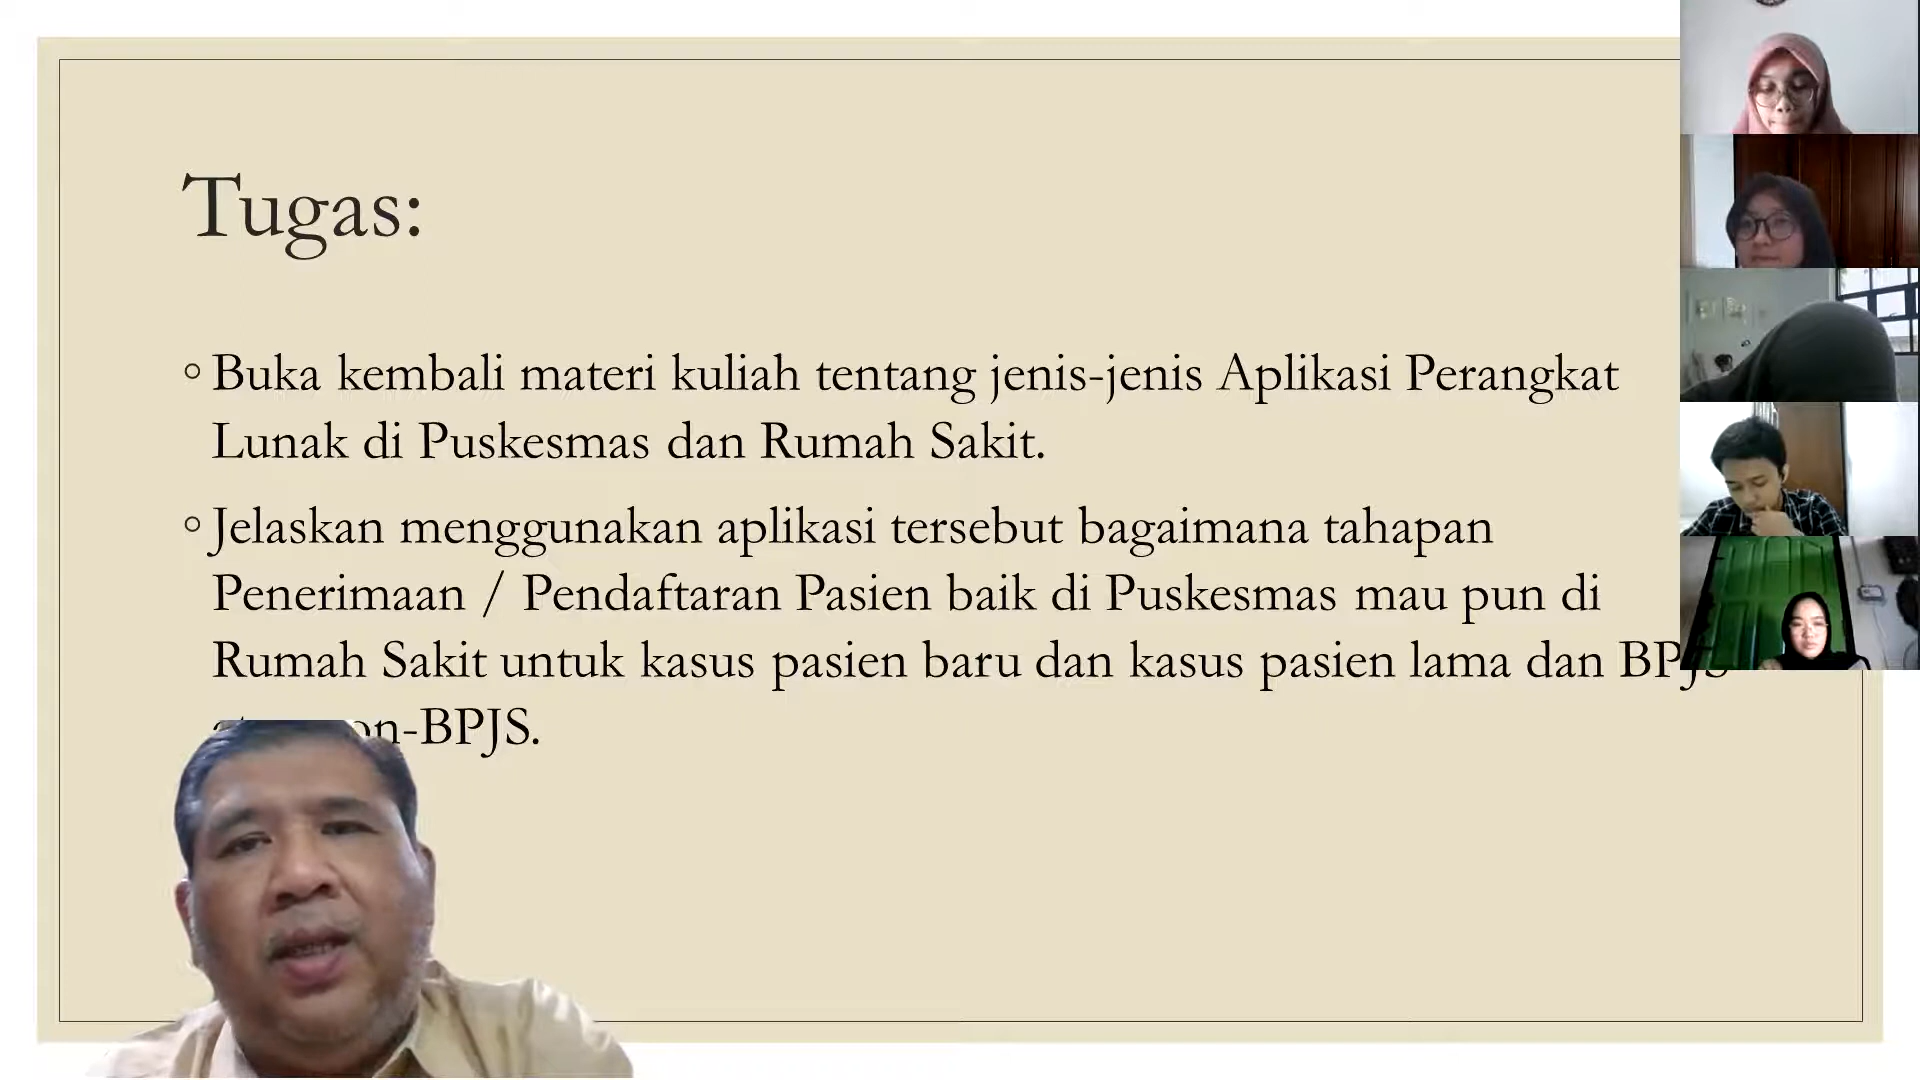 Tugas:
Buka kembali materi kuliah tentang jenis-jenis Aplikasi Perangkat
Lunak di Puskesmas dan Rumah Sakit.
Jelaskan menggunakan aplikasi tersebut bagaimana tahapan
Penerimaan / Pendaftaran Pasien baik di Puskesmas mau pun di
Rumah Sakit untuk kasus pasien baru dan kasus pasien lama dan BPJS
on-BPJS.